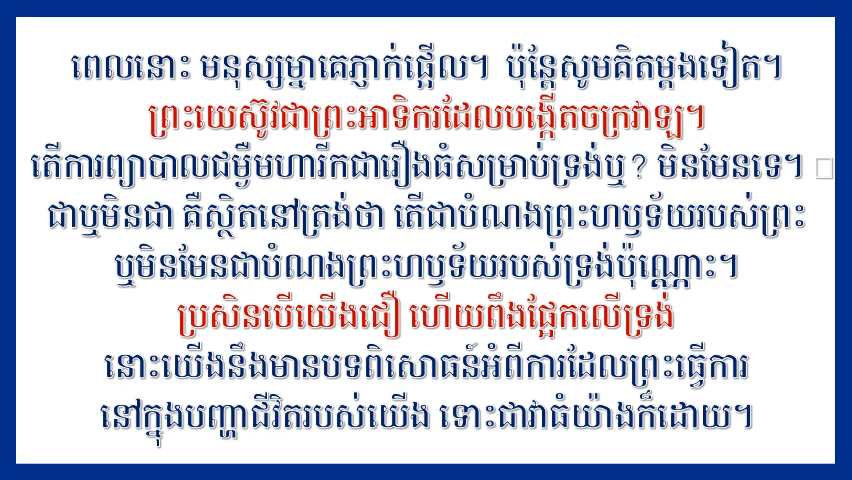 ពេលនោះ មនុស្សម្នាគេភ្ញាក់ផ្អើល។ ប៉ុន្តែសូមគិតម្ដងទៀត។
ព្រះយេស៊ូវជាព្រះអាទិករដែលបង្កើតចក្រវាឡ។
តើការព្យាបាលជម្ងឺមហារីកជារឿងធំសម្រាប់ទ្រង់ឬ? មិនមែនទេ។
ជាឬមិនជា គឺស្ថិតនៅត្រង់ថា តើជាបំណងព្រះហឫទ័យរបស់ព្រះ
ឬមិនមែនជាបំណងព្រះហឫទ័យរបស់ទ្រង់ប៉ុណ្ណោះ។
ប្រសិនបើយើងជឿ ហើយពឹងផ្អែកលើទ្រង់
នោះយើងនឹងមានបទពិសោធន៍អំពីការដែលព្រះធ្វើការ
នៅក្នុងបញ្ហាជីវិតរបស់យើង ទោះជាវាធំយ៉ាងក៏ដោយ។